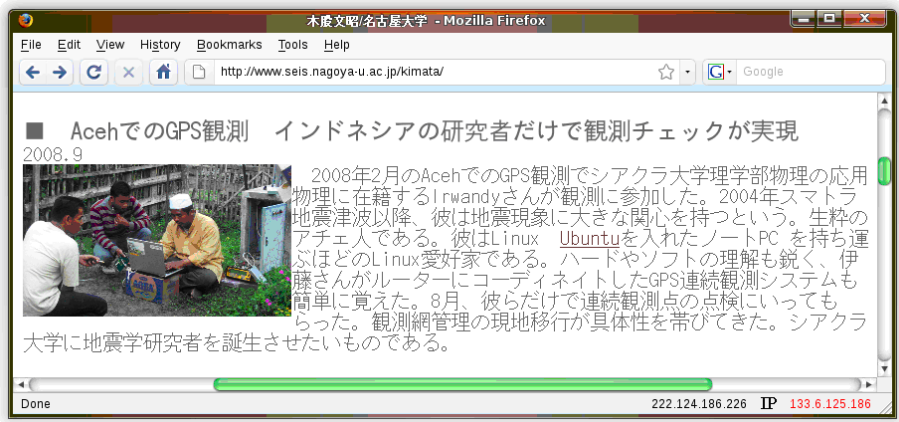 木股文昭/名古屋大学 - Mozilla Firefox
File Edit View History Bookmarks Tools Help
http://www.seis.nagoya-u.ac.jp/kimata/
Google
■ AcehでのGPS観測 インドネシアの研究者だけで観測チェックが実現
2008.9
2008年2月のAcehでのGPS観測でシアクラ大学理学部物理の応用
物理に在籍するIrwandyさんが観測に参加した。2004年スマトラ
地震津波以降、彼は地震現象に大きな関心を持つという。生粋の
アチェ人である。彼はLinux Ubuntuを入れたノートPC を持ち運
ぶほどのLinux愛好家である。ハードやソフトの理解も鋭く、伊
藤さんがルーターにコーディネイトしたGPS連続観測システムも
簡単に覚えた。8月、彼らだけで連続観測点の点検にいっても
らった。観測網管理の現地移行が具体性を帯びてきた。シアクラ
大学に地震学研究者を誕生させたいものである。
Done
222.124.186.226 IP 133.6.125.186